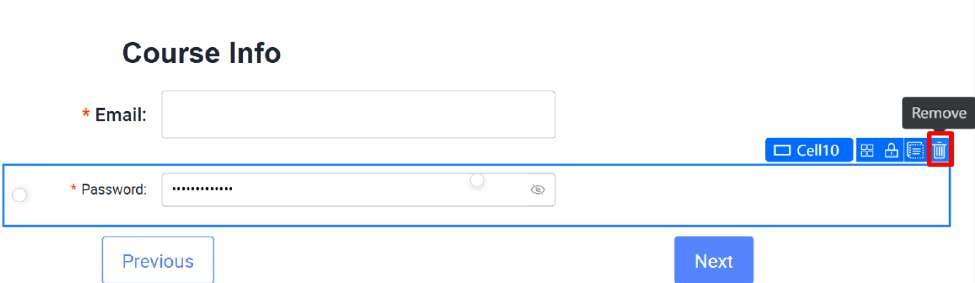 Course Info
* Email:
Remove
Cell10
* Password: •••••••••••••
Previous
Next